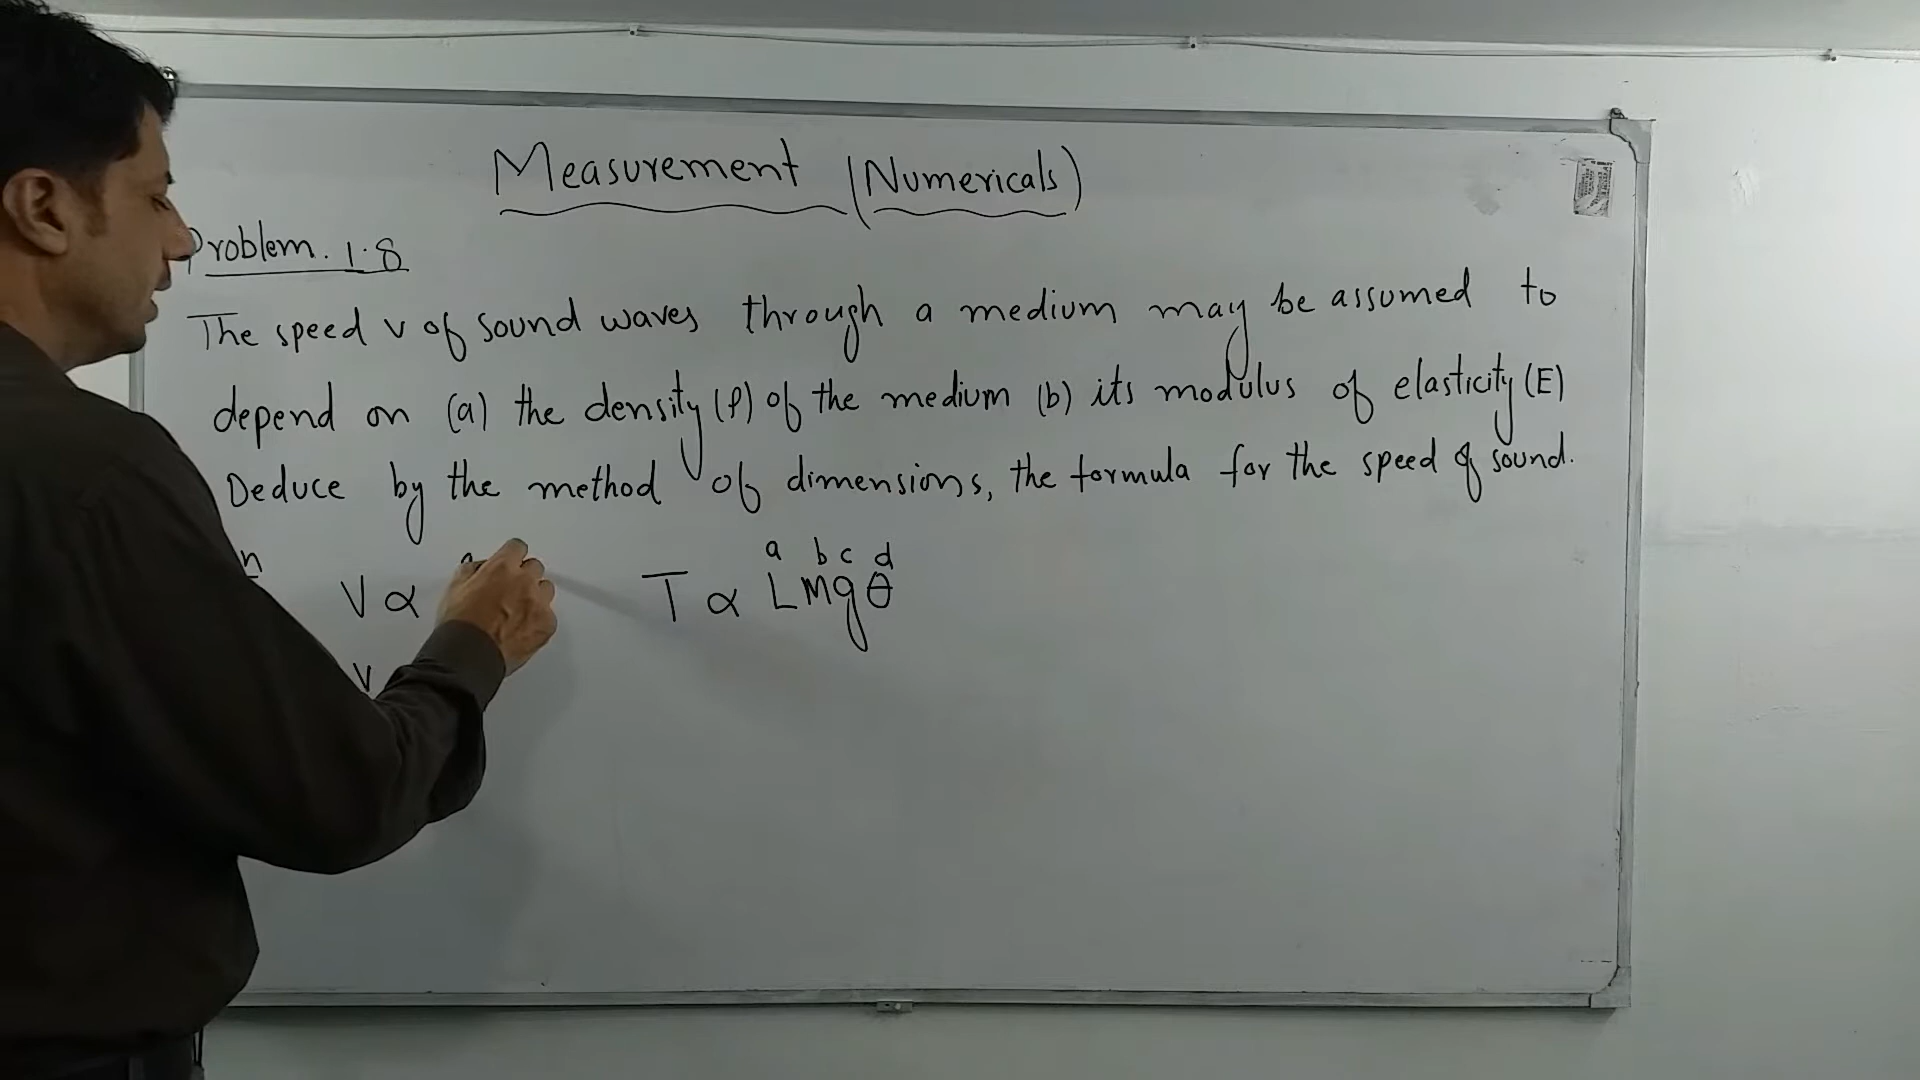 Measurement (Numericals)
Problem. 1.8
The speed v of sound waves through a medium may be assumed to
depend on (a) the density (ρ) of the medium (b) its modulus of elasticity (E)
Deduce by the method of dimensions, the formula for the speed of sound.
V ∝
T ∝ L^a M^b g^c θ^d
V